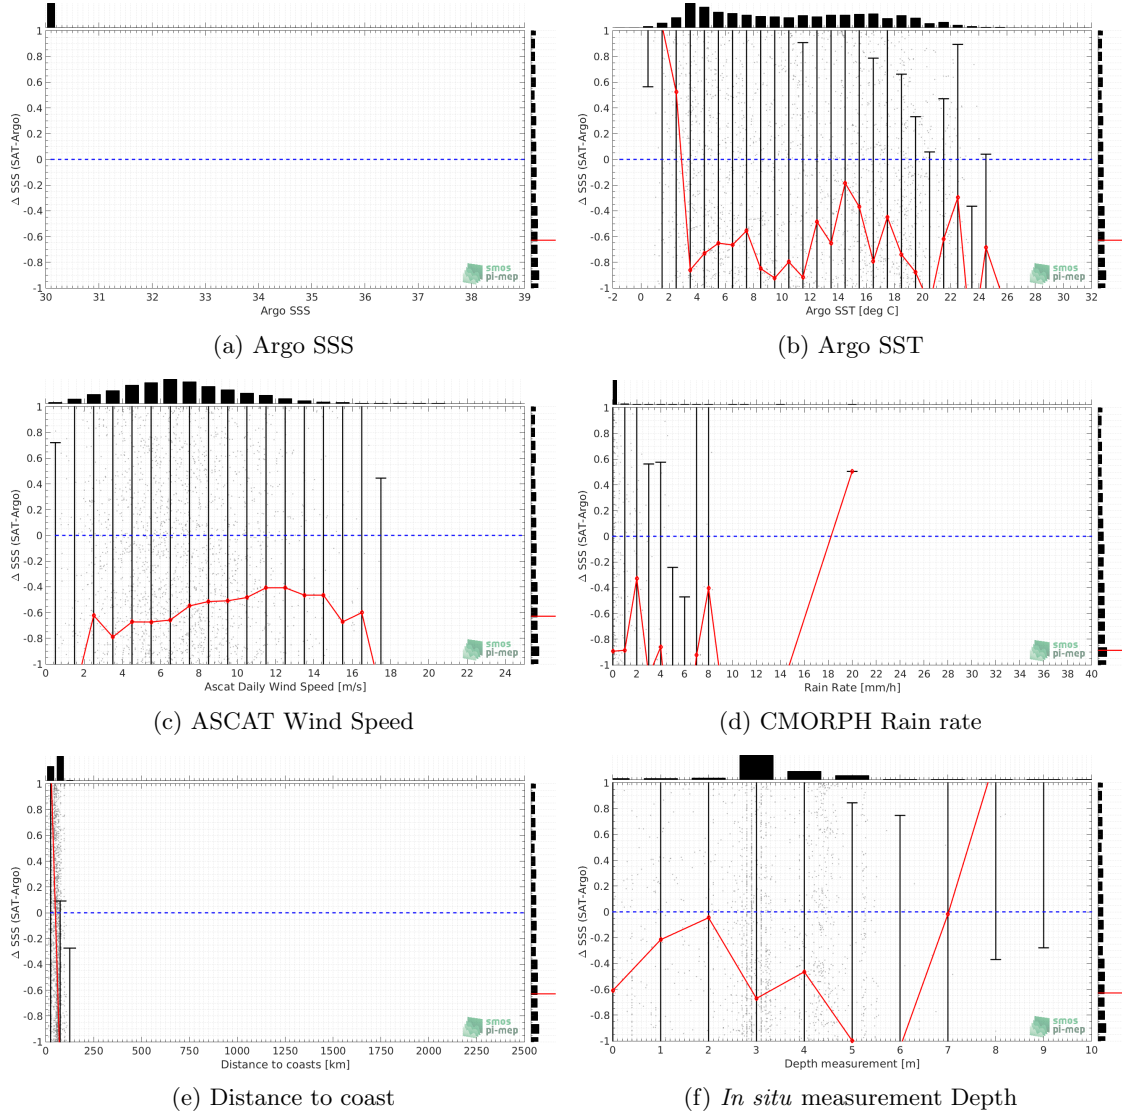 1
0.8
0.6
0.4
0.2
0
-0.2
-0.4
-0.6
-0.8
-1
Δ SSS (SAT-Argo)
30 31 32 33 34 35 36 37 38 39
Argo SSS
smos
pi-mep
(a) Argo SSS
1
0.8
0.6
0.4
0.2
0
-0.2
-0.4
-0.6
-0.8
-1
Δ SSS (SAT-Argo)
-2 0 2 4 6 8 10 12 14 16 18 20 22 24 26 28 30 32
Argo SST [deg C]
smos
pi-mep
(b) Argo SST
1
0.8
0.6
0.4
0.2
0
-0.2
-0.4
-0.6
-0.8
-1
Δ SSS (SAT-Argo)
0 2 4 6 8 10 12 14 16 18 20 22 24
Ascat Daily Wind Speed [m/s]
smos
pi-mep
(c) ASCAT Wind Speed
1
0.8
0.6
0.4
0.2
0
-0.2
-0.4
-0.6
-0.8
-1
Δ SSS (SAT-Argo)
0 2 4 6 8 10 12 14 16 18 20 22 24 26 28 30 32 34 36 38 40
Rain Rate [mm/h]
smos
pi-mep
(d) CMORPH Rain rate
1
0.8
0.6
0.4
0.2
0
-0.2
-0.4
-0.6
-0.8
-1
Δ SSS (SAT-Argo)
0 250 500 750 1000 1250 1500 1750 2000 2250 2500
Distance to coasts [km]
smos
pi-mep
(e) Distance to coast
1
0.8
0.6
0.4
0.2
0
-0.2
-0.4
-0.6
-0.8
-1
Δ SSS (SAT-Argo)
0 1 2 3 4 5 6 7 8 9 10
Depth measurement [m]
smos
pi-mep
(f) In situ measurement Depth